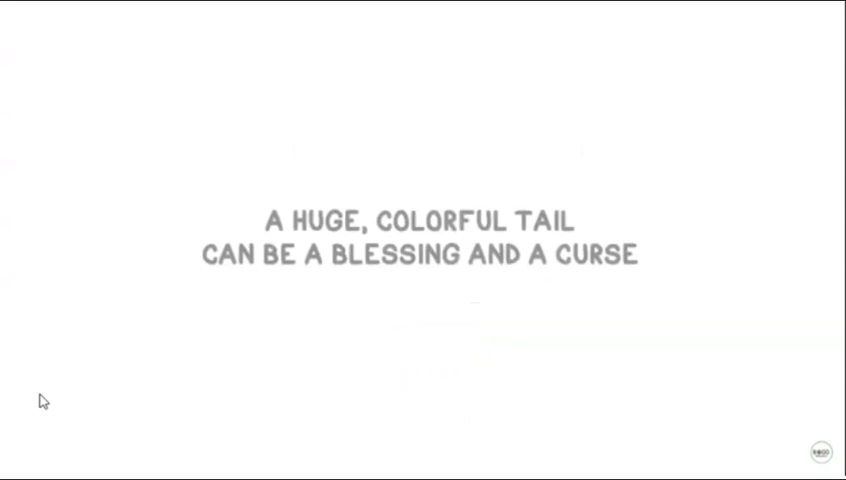 A HUGE, COLORFUL TAIL
CAN BE A BLESSING AND A CURSE